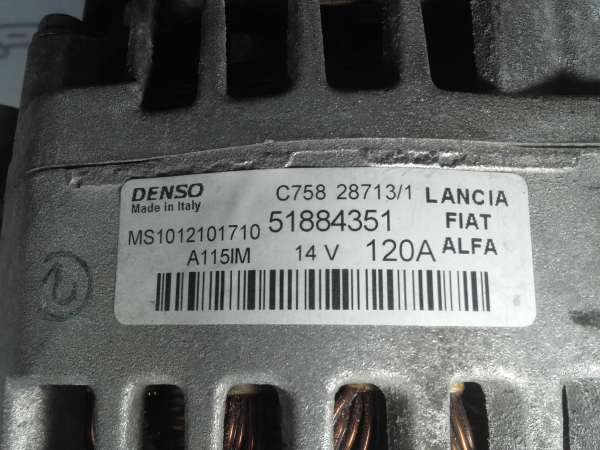 DENSO C758 28713/1 LANCIA
Made in Italy
MS1012101710 51884351 FIAT
A115IM 14 V 120A ALFA